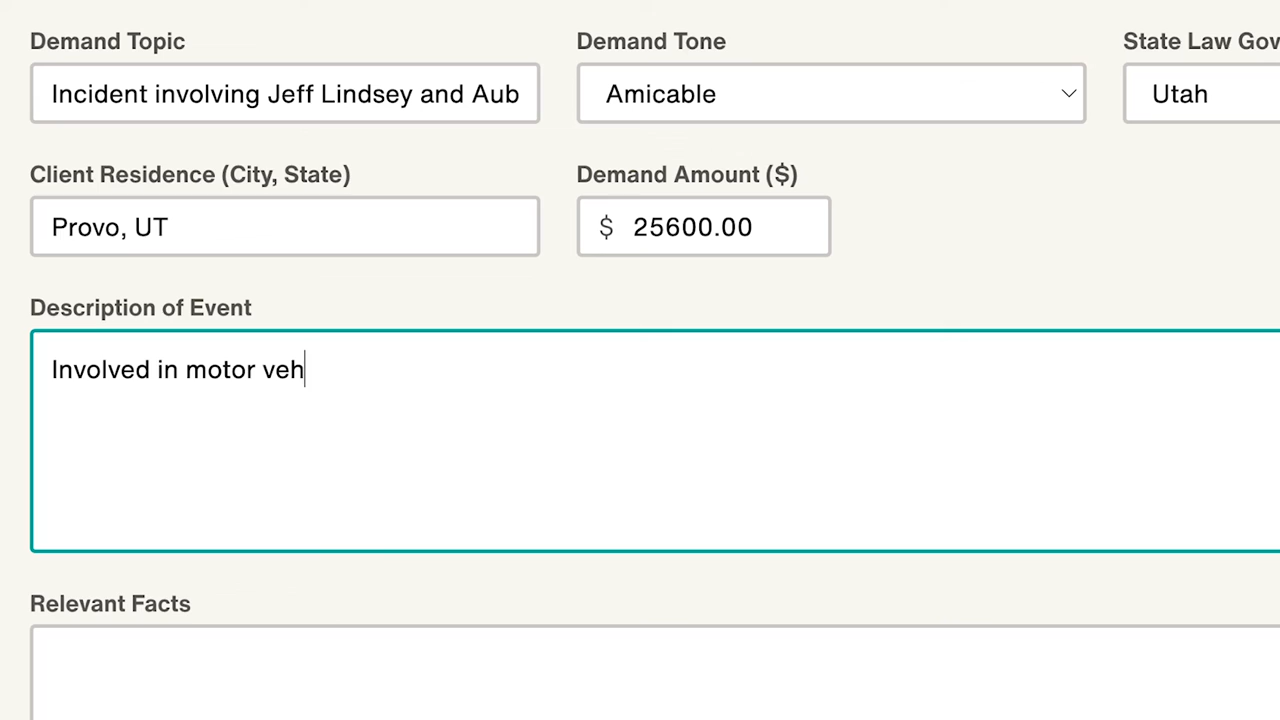 Demand Topic
Demand Tone
State Law Gov
Incident involving Jeff Lindsey and Aub
Amicable
Utah
Client Residence (City, State)
Demand Amount ($)
Provo, UT
$ 25600.00
Description of Event
Involved in motor veh
Relevant Facts